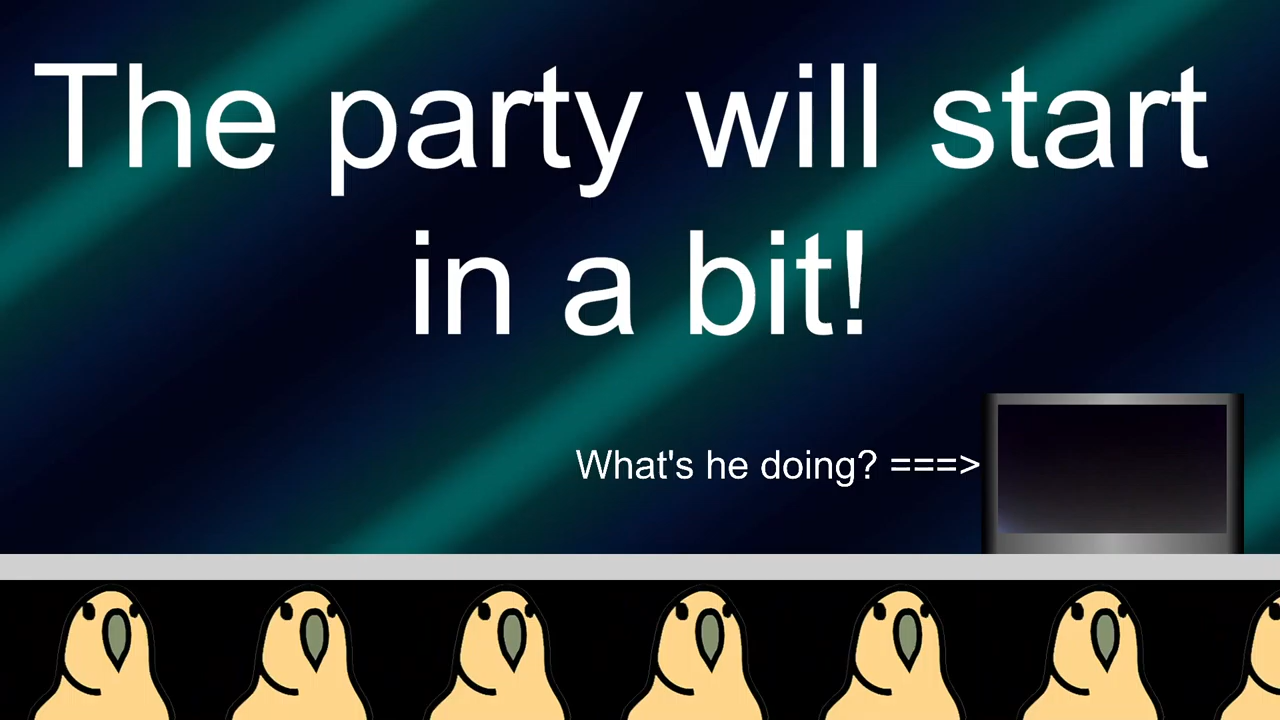 The party will start
in a bit!
What's he doing? ===>